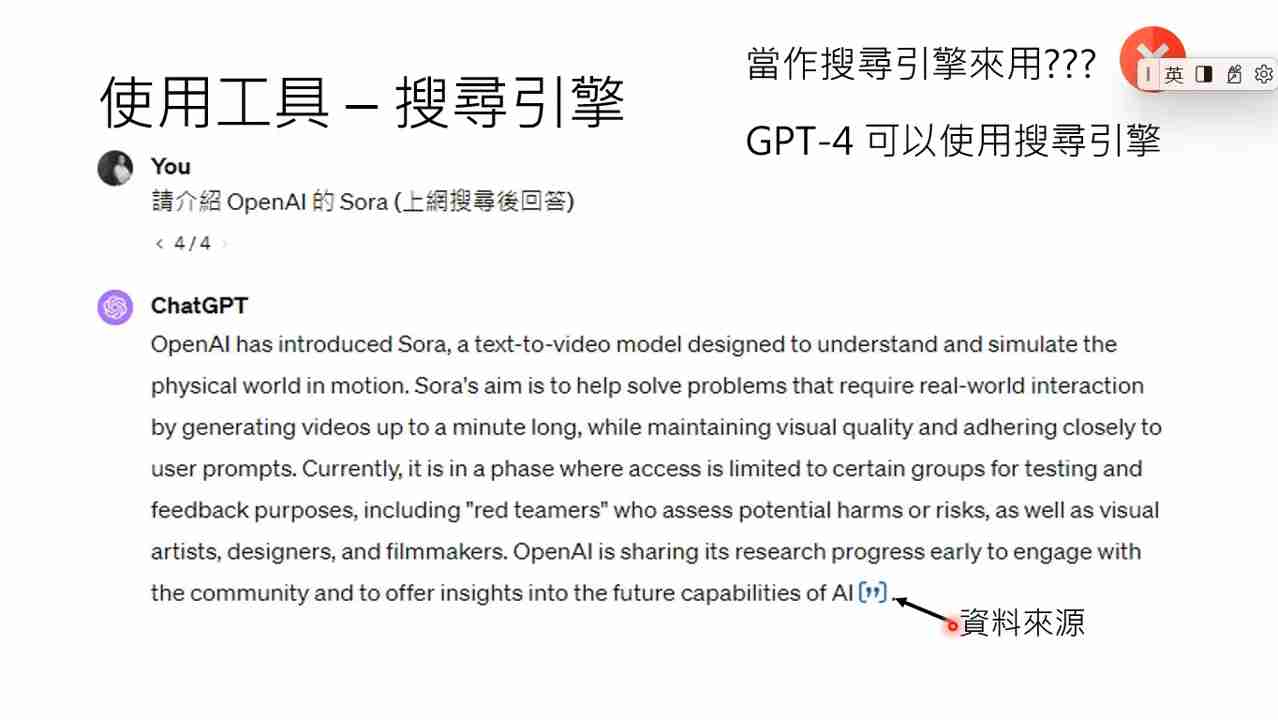 使用工具 – 搜尋引擎
當作搜尋引擎來用???
英
GPT-4 可以使用搜尋引擎
You
請介紹 OpenAI 的 Sora (上網搜尋後回答)
< 4 / 4 >
ChatGPT
OpenAI has introduced Sora, a text-to-video model designed to understand and simulate the
physical world in motion. Sora's aim is to help solve problems that require real-world interaction
by generating videos up to a minute long, while maintaining visual quality and adhering closely to
user prompts. Currently, it is in a phase where access is limited to certain groups for testing and
feedback purposes, including "red teamers" who assess potential harms or risks, as well as visual
artists, designers, and filmmakers. OpenAI is sharing its research progress early to engage with
the community and to offer insights into the future capabilities of AI [”].
資料來源